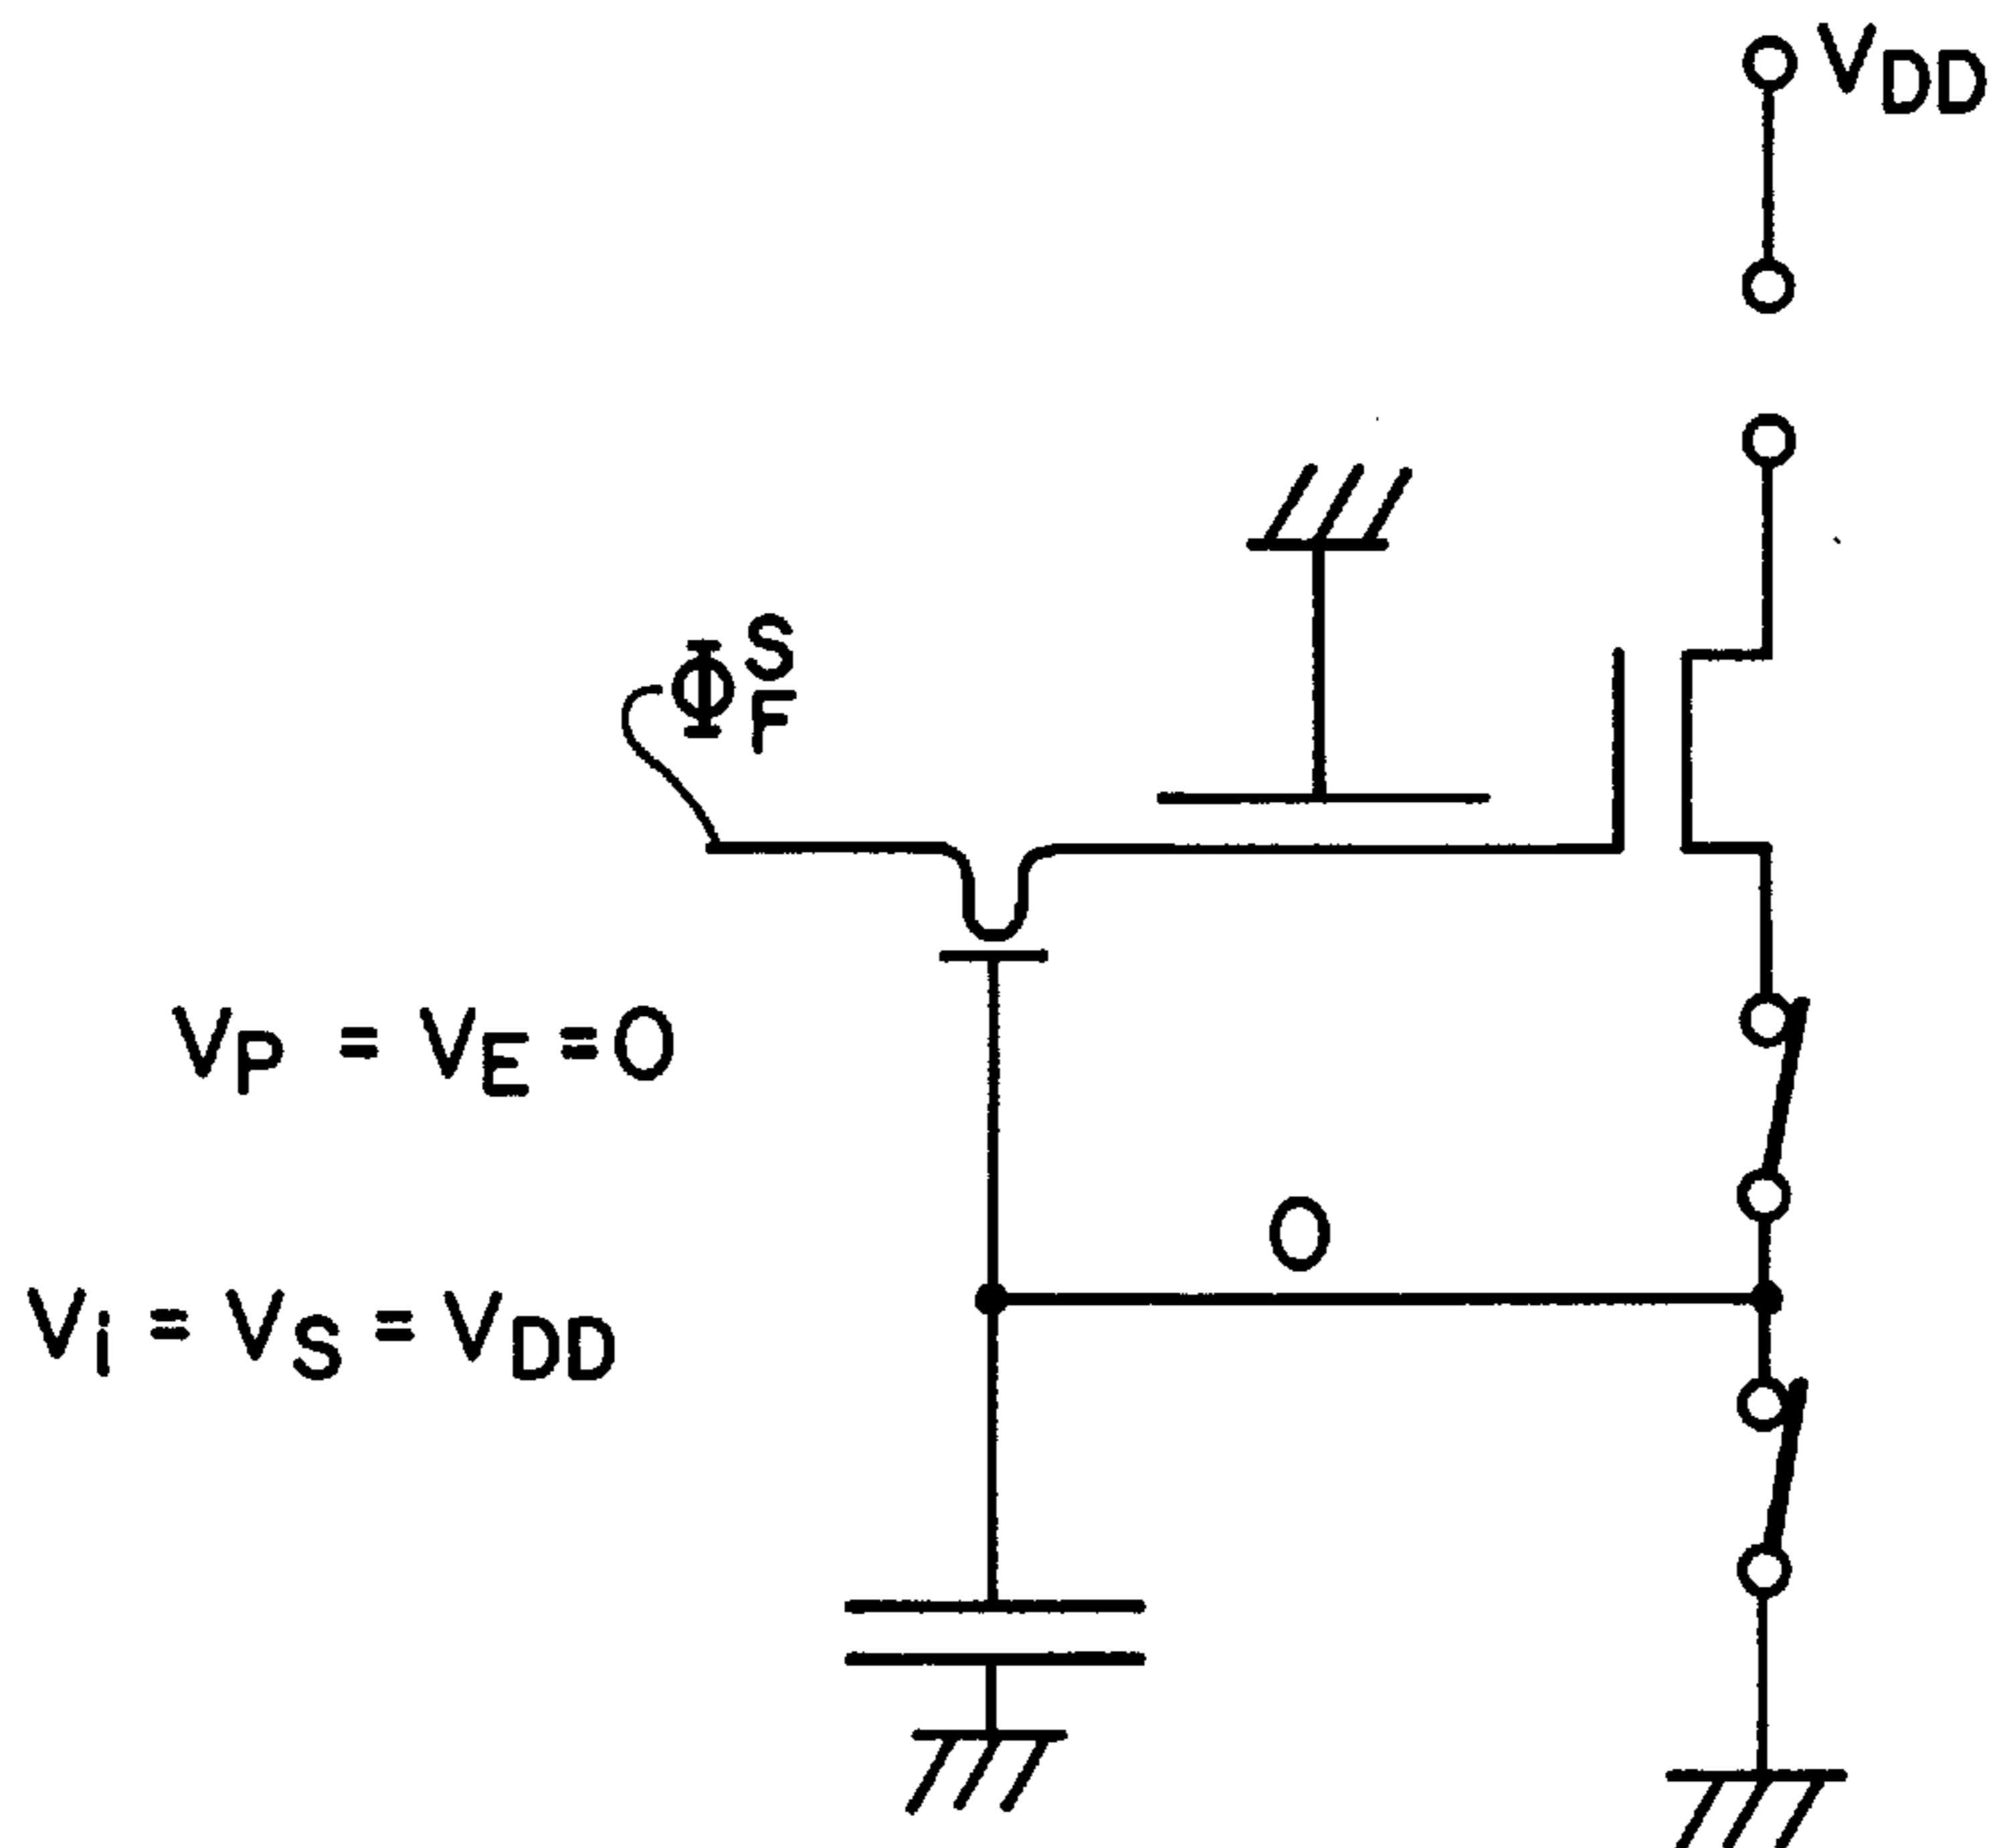 VDD
ΦSF
VP = VE = 0
0
Vi = VS = VDD